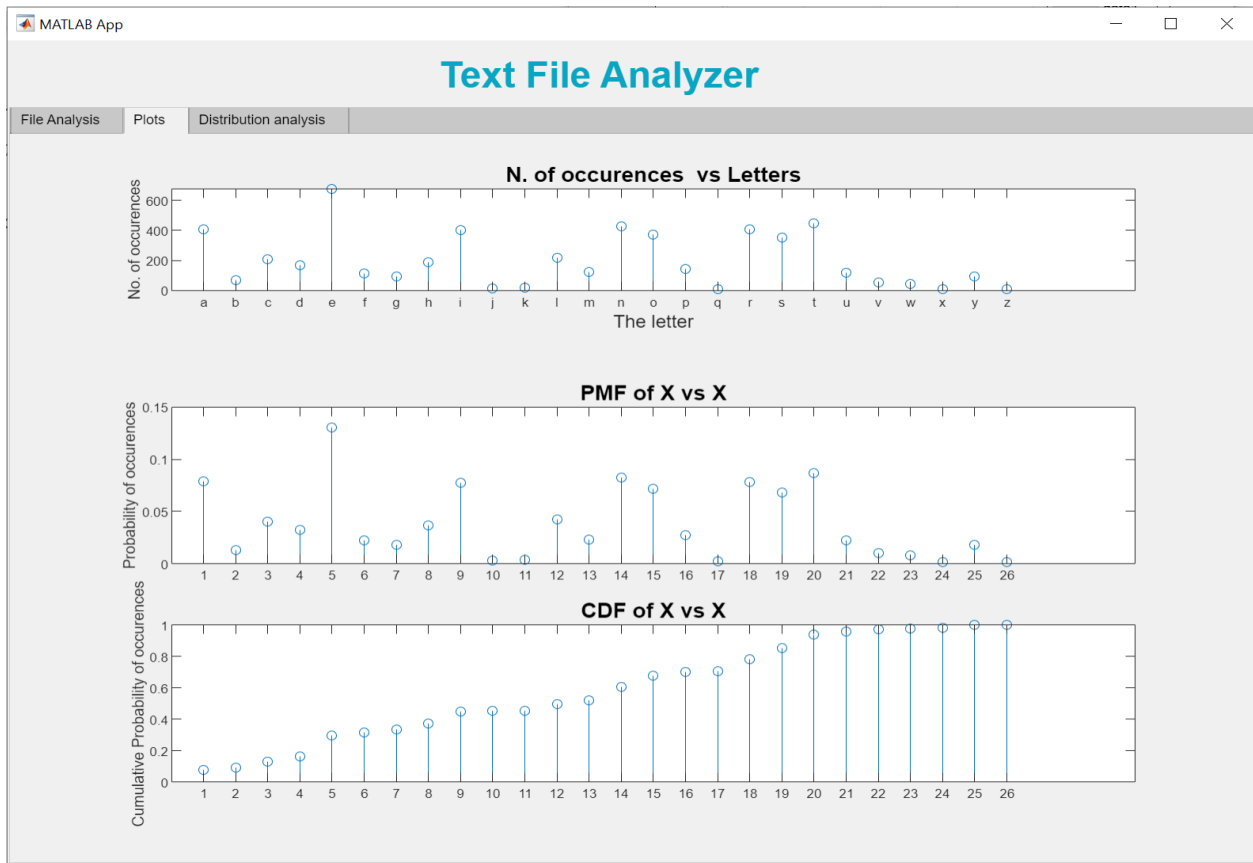 MATLAB App
Text File Analyzer
File Analysis Plots Distribution analysis
N. of occurences vs Letters
No. of occurences
600
400
200
0
a b c d e f g h i j k l m n o p q r s t u v w x y z
The letter
PMF of X vs X
Probability of occurences
0.15
0.1
0.05
0
1 2 3 4 5 6 7 8 9 10 11 12 13 14 15 16 17 18 19 20 21 22 23 24 25 26
CDF of X vs X
Cumulative Probability of occurences
1
0.8
0.6
0.4
0.2
0
1 2 3 4 5 6 7 8 9 10 11 12 13 14 15 16 17 18 19 20 21 22 23 24 25 26